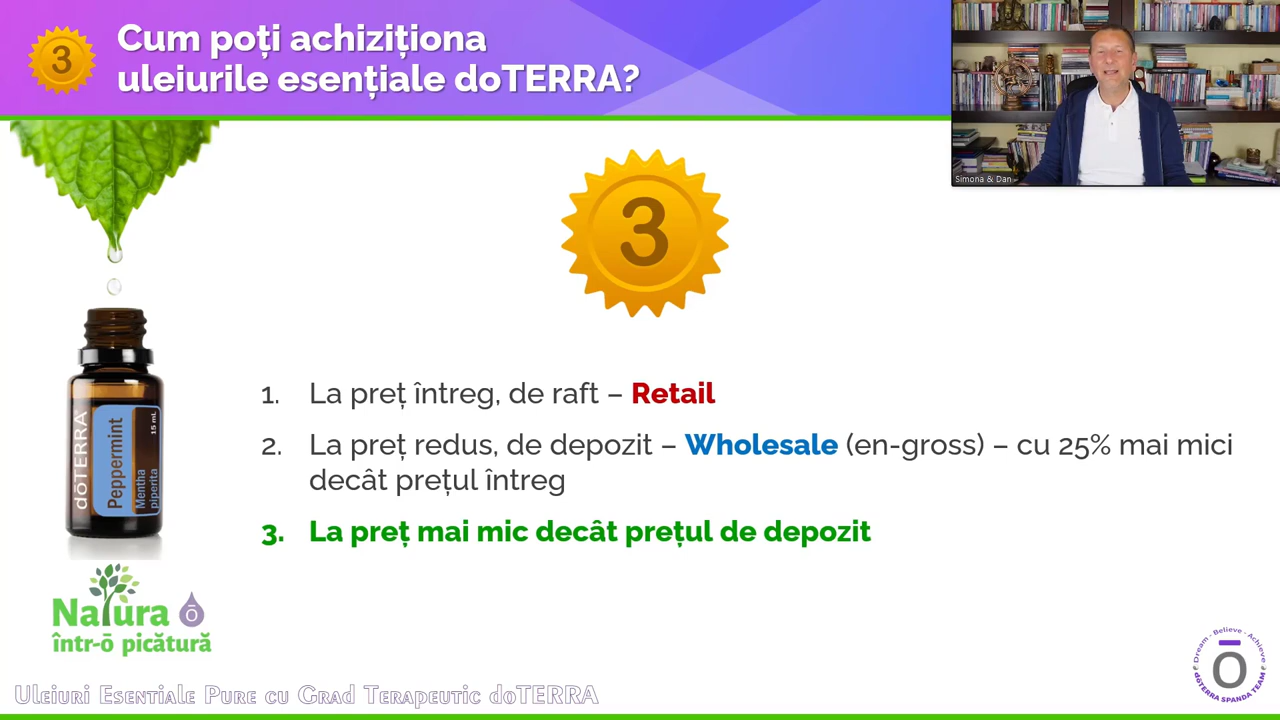 3
Cum poți achiziționa
uleiurile esențiale doTERRA?
Simona & Dan
3
1. La preț întreg, de raft – Retail
2. La preț redus, de depozit – Wholesale (en-gross) – cu 25% mai mici
decât prețul întreg
3. La preț mai mic decât prețul de depozit
dōTERRA
Peppermint
Mentha
piperita
15 mL
Natura ō
într-ō picătură
Dream - Believe - Achieve
Ō
dōTERRA SPANDA TEAM
Uleiuri Esențiale Pure cu Grad Terapeutic doTERRA